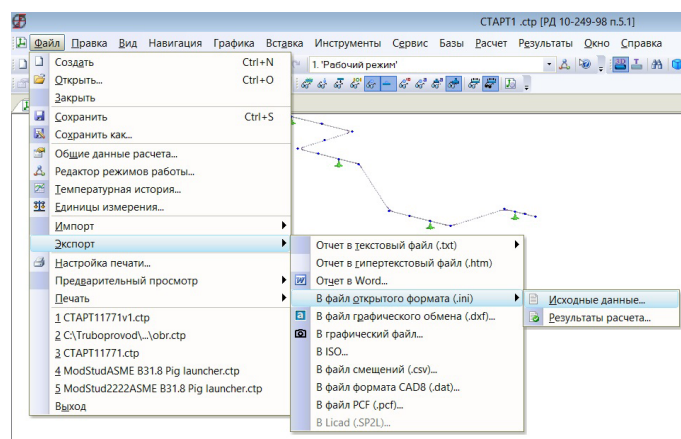 СТАРТ1 .ctp [РД 10-249-98 п.5.1]
Файл Правка Вид Навигация Графика Вставка Инструменты Сервис Базы Расчет Результаты Окно Справка
1. 'Рабочий режим'
Создать Ctrl+N
Открыть... Ctrl+O
Закрыть
Сохранить Ctrl+S
Сохранить как...
Общие данные расчета...
Редактор режимов работы...
Температурная история...
Единицы измерения...
Импорт
Экспорт
Настройка печати...
Предварительный просмотр
Печать
1 СТАРТ11771v1.ctp
2 C:\Truboprovod\...\obr.ctp
3 СТАРТ11771.ctp
4 ModStudASME B31.8 Pig launcher.ctp
5 ModStud2222ASME B31.8 Pig launcher.ctp
Выход
Отчет в текстовый файл (.txt)
Отчет в гипертекстовый файл (.htm)
Отчет в Word...
В файл открытого формата (.ini)
В файл графического обмена (.dxf)...
В графический файл...
В ISO...
В файл смещений (.csv)...
В файл формата CAD8 (.dat)...
В файл PCF (.pcf)...
В Licad (.SP2L)...
Исходные данные...
Результаты расчета...